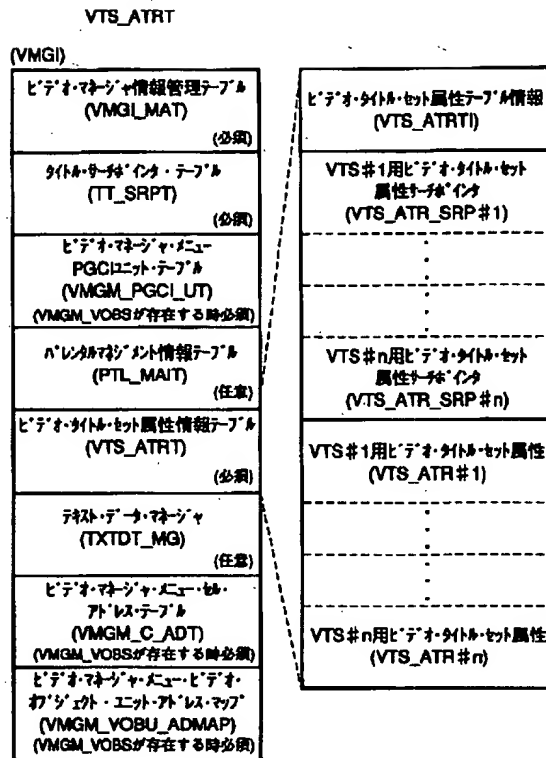 VTS_ATRT
(VMGI)
ビデオ・マネージャ情報管理テーブル
(VMGI_MAT)
(必須)
タイトル・サーチポインタ・テーブル
(TT_SRPT)
(必須)
ビデオ・マネージャ・メニュー
PGCIユニット・テーブル
(VMGM_PGCI_UT)
(VMGM_VOBSが存在する時必須)
パレンタルマネジメント情報テーブル
(PTL_MAIT)
(任意)
ビデオ・タイトル・セット属性情報テーブル
(VTS_ATRT)
(必須)
テキスト・データ・マネージャ
(TXTDT_MG)
(任意)
ビデオ・マネージャ・メニュー・セル・
アドレス・テーブル
(VMGM_C_ADT)
(VMGM_VOBSが存在する時必須)
ビデオ・マネージャ・メニュー・ビデオ・
オブジェクト・ユニット・アドレス・マップ
(VMGM_VOBU_ADMAP)
(VMGM_VOBSが存在する時必須)
ビデオ・タイトル・セット属性テーブル情報
(VTS_ATRTI)
VTS#1用ビデオ・タイトル・セット
属性サーチポインタ
(VTS_ATR_SRP#1)
VTS#n用ビデオ・タイトル・セット
属性サーチポインタ
(VTS_ATR_SRP#n)
VTS#1用ビデオ・タイトル・セット属性
(VTS_ATR#1)
VTS#n用ビデオ・タイトル・セット属性
(VTS_ATR#n)